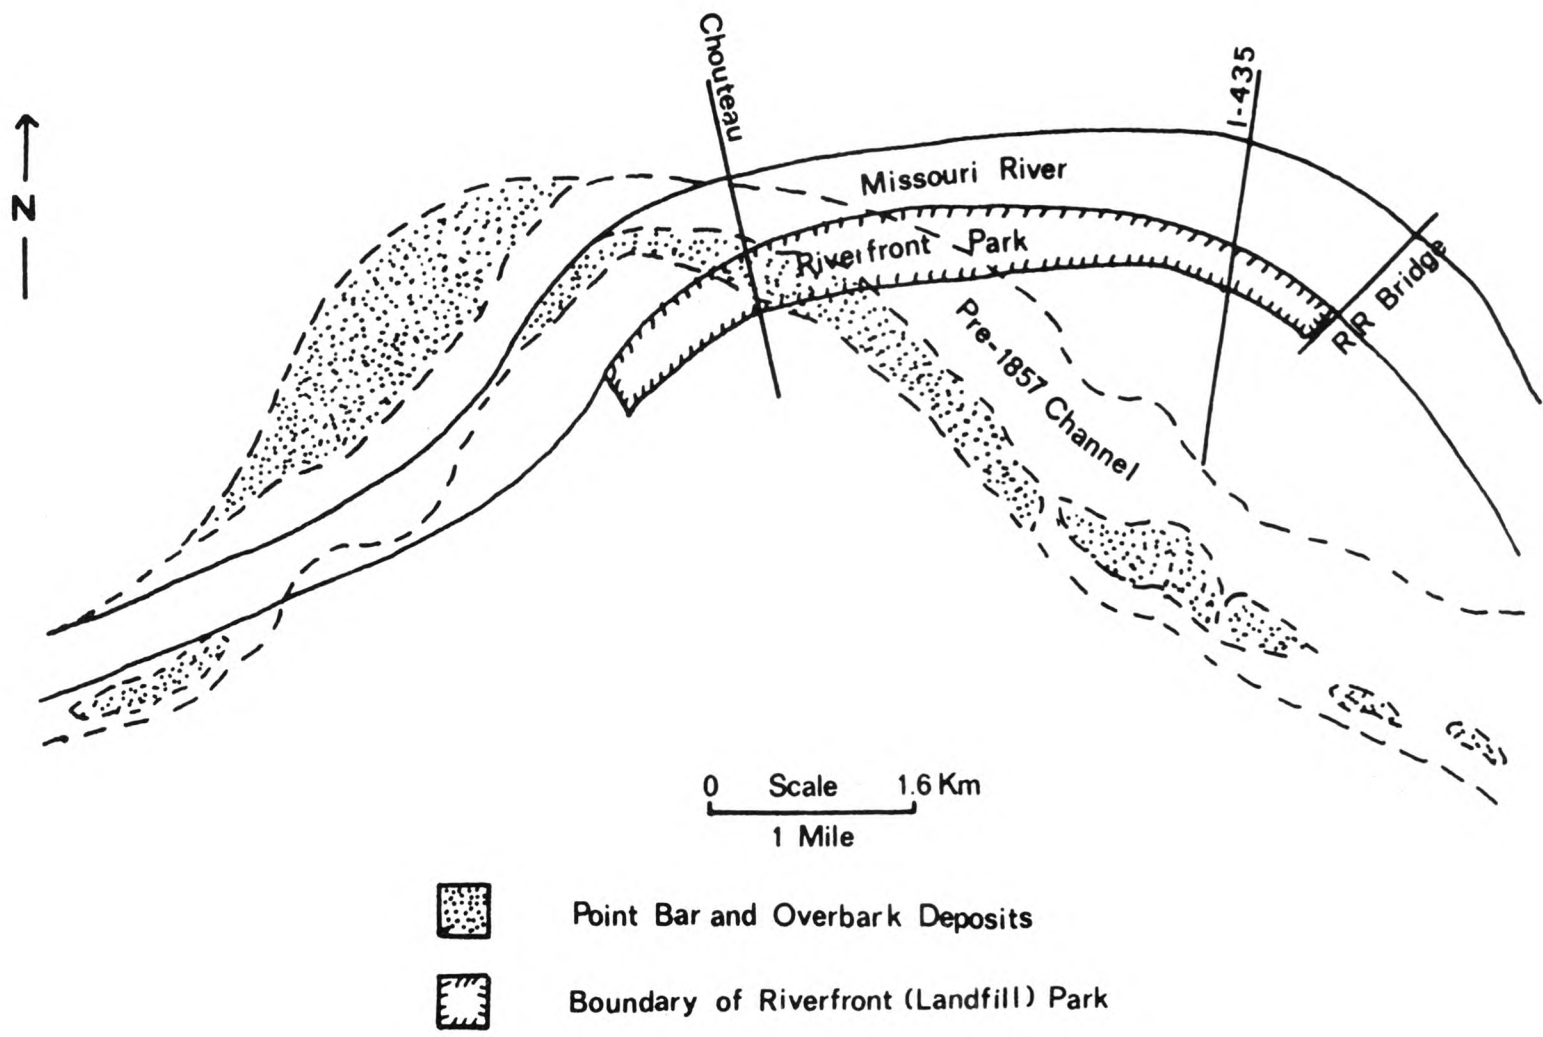 Chouteau
I-435
N
Missouri River
Riverfront Park
RR Bridge
Pre-1857 Channel
0 Scale 1.6 Km
1 Mile
Point Bar and Overbark Deposits
Boundary of Riverfront (Landfill) Park